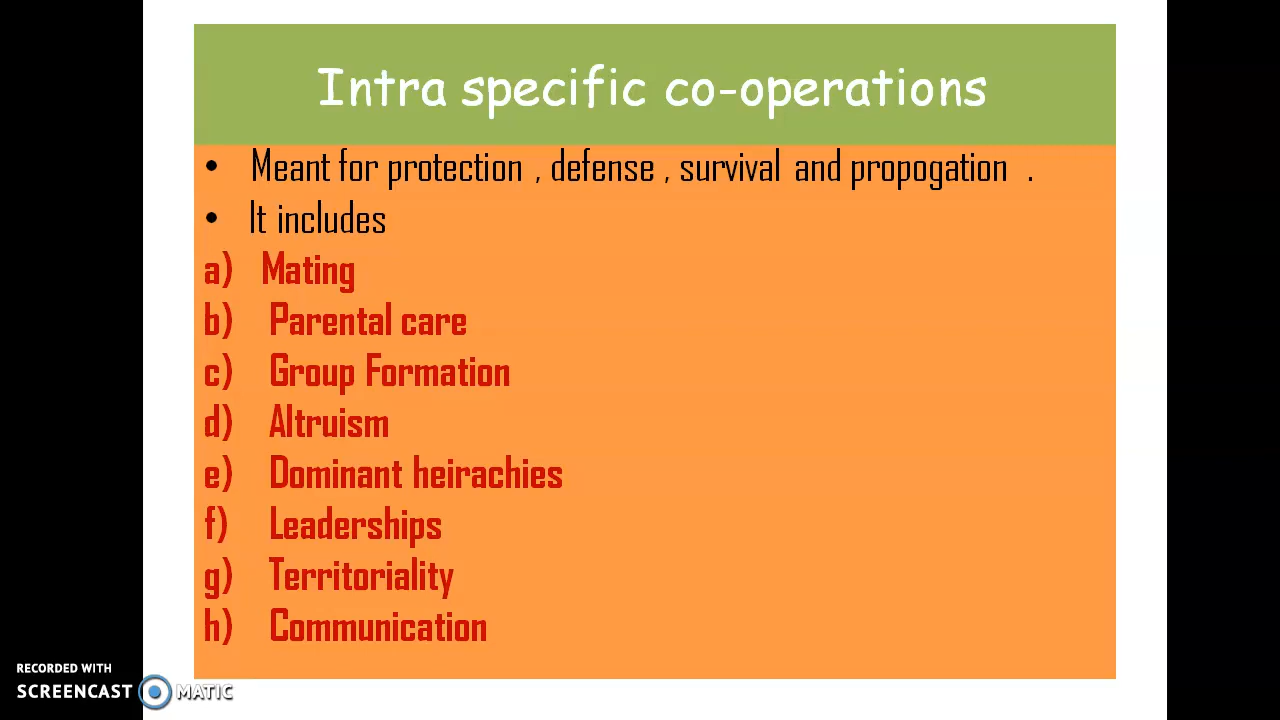 Intra specific co-operations
• Meant for protection , defense , survival and propogation .
• It includes
a) Mating
b) Parental care
c) Group Formation
d) Altruism
e) Dominant heirachies
f) Leaderships
g) Territoriality
h) Communication
RECORDED WITH
SCREENCAST MATIC